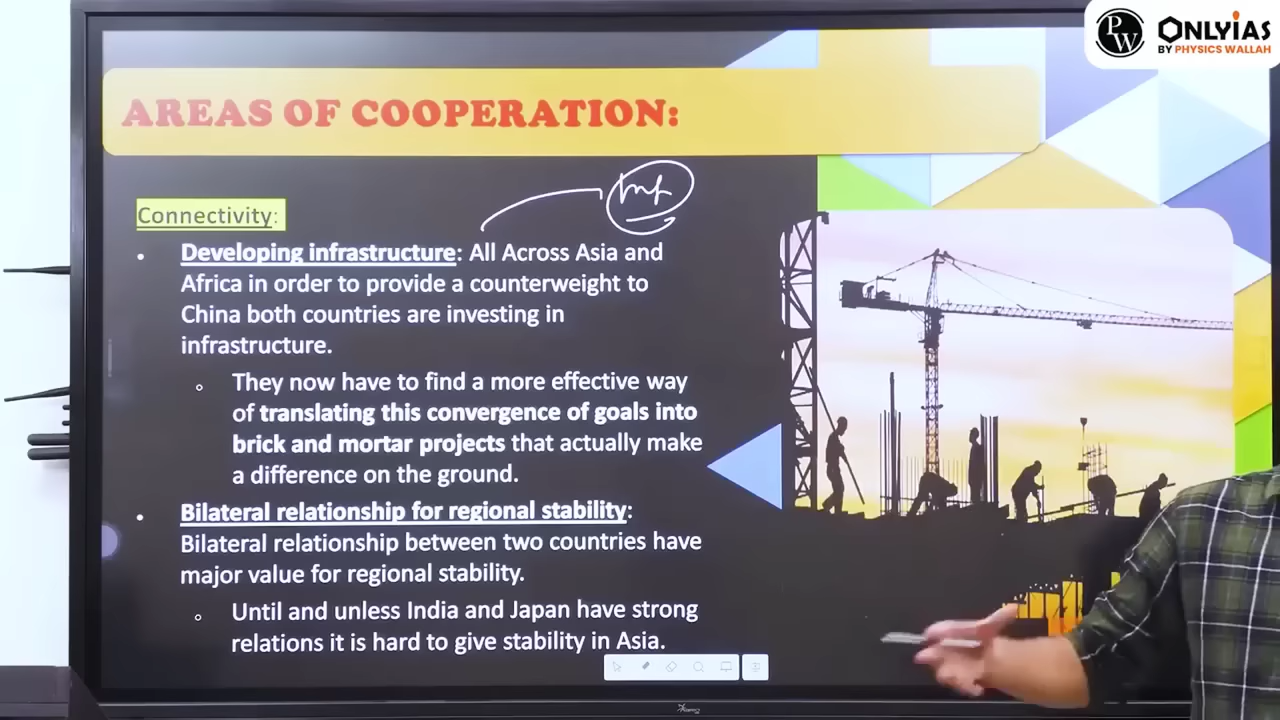 PW
ONLYIAS
BY PHYSICS WALLAH
AREAS OF COOPERATION:
Connectivity:
• Developing infrastructure: All Across Asia and
Africa in order to provide a counterweight to
China both countries are investing in
infrastructure.
They now have to find a more effective way
of translating this convergence of goals into
brick and mortar projects that actually make
a difference on the ground.
• Bilateral relationship for regional stability:
Bilateral relationship between two countries have
major value for regional stability.
Until and unless India and Japan have strong
relations it is hard to give stability in Asia.